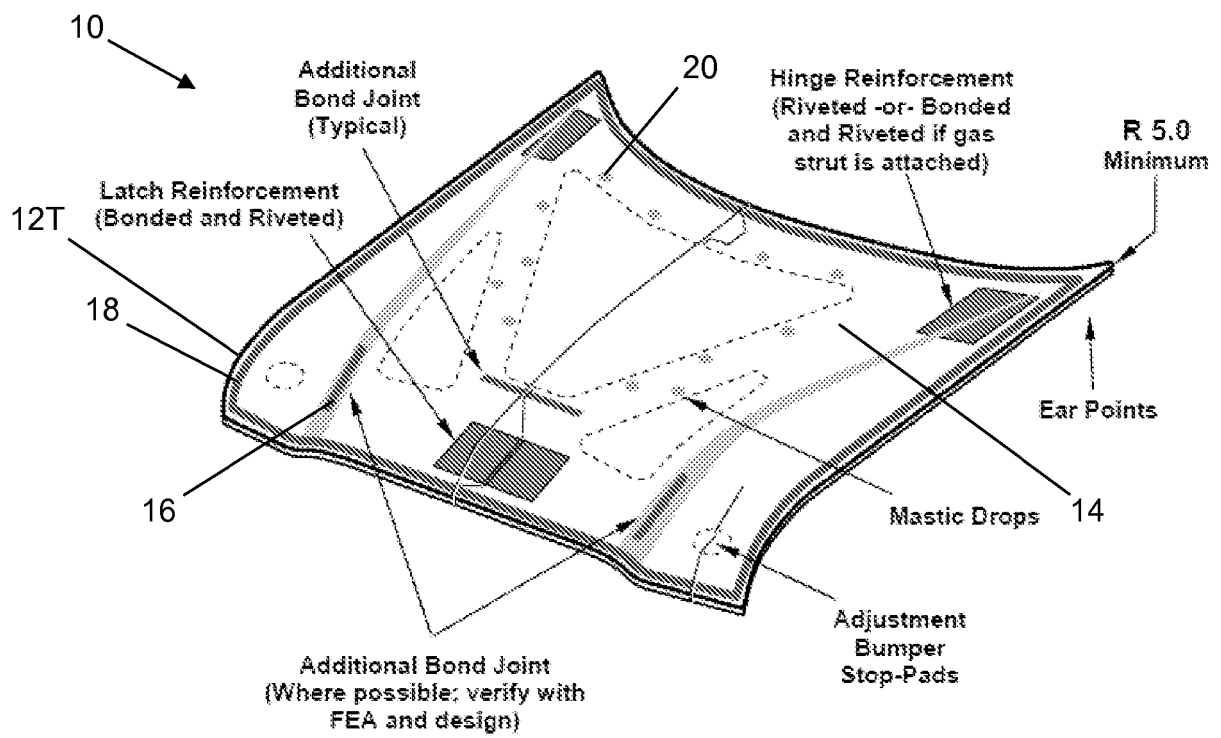 10
Additional
Bond Joint
(Typical)
20
Hinge Reinforcement
(Riveted -or- Bonded
and Riveted if gas
strut is attached)
R 5.0
Minimum
Latch Reinforcement
(Bonded and Riveted)
12T
18
Ear Points
16
Mastic Drops
14
Adjustment
Bumper
Stop-Pads
Additional Bond Joint
(Where possible; verify with
FEA and design)